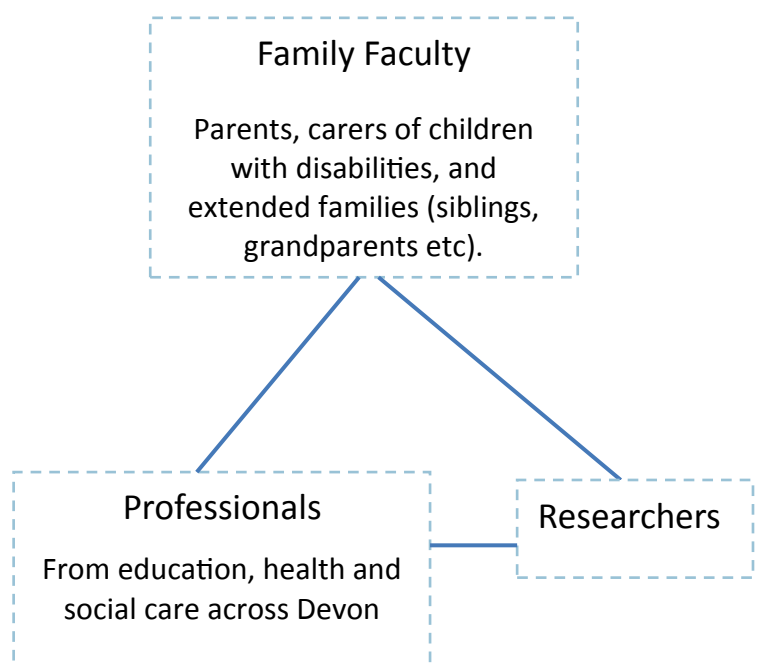 Family Faculty
Parents, carers of children
with disabilities, and
extended families (siblings,
grandparents etc).
Professionals
From education, health and
social care across Devon
Researchers